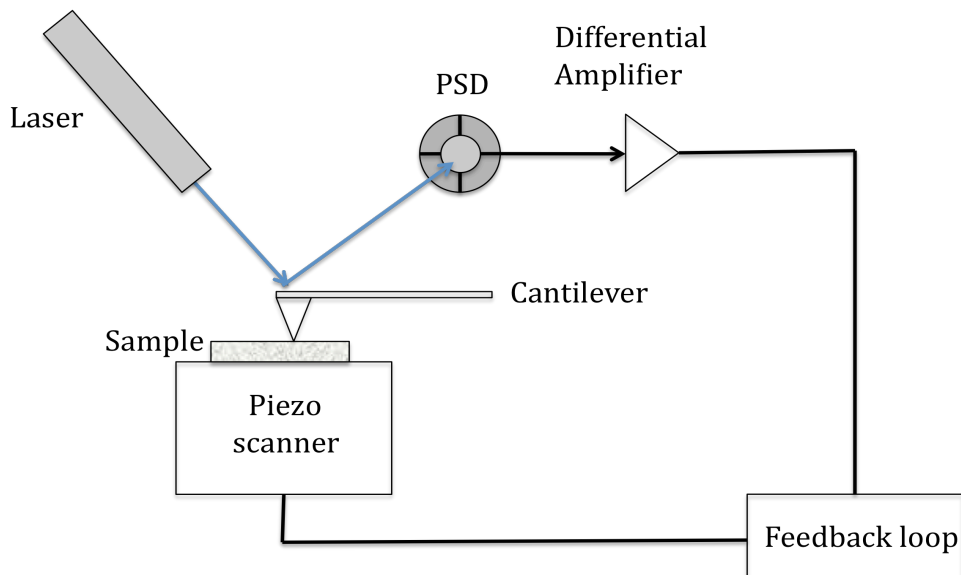 Differential
Amplifier
PSD
Laser
Cantilever
Sample
Piezo
scanner
Feedback loop